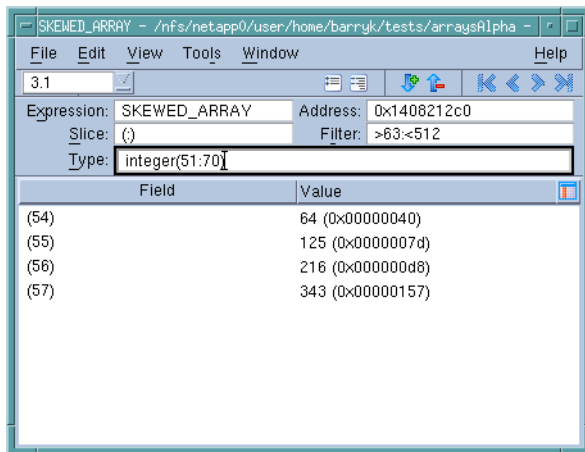 SKEWED_ARRAY - /nfs/netapp0/user/home/barryk/tests/arraysAlpha -
File Edit View Tools Window Help
3.1
Expression: SKEWED_ARRAY Address: 0x1408212c0
Slice: (:) Filter: >63:<512
Type: integer(51:70)
Field Value
(54) 64 (0x00000040)
(55) 125 (0x0000007d)
(56) 216 (0x000000d8)
(57) 343 (0x00000157)